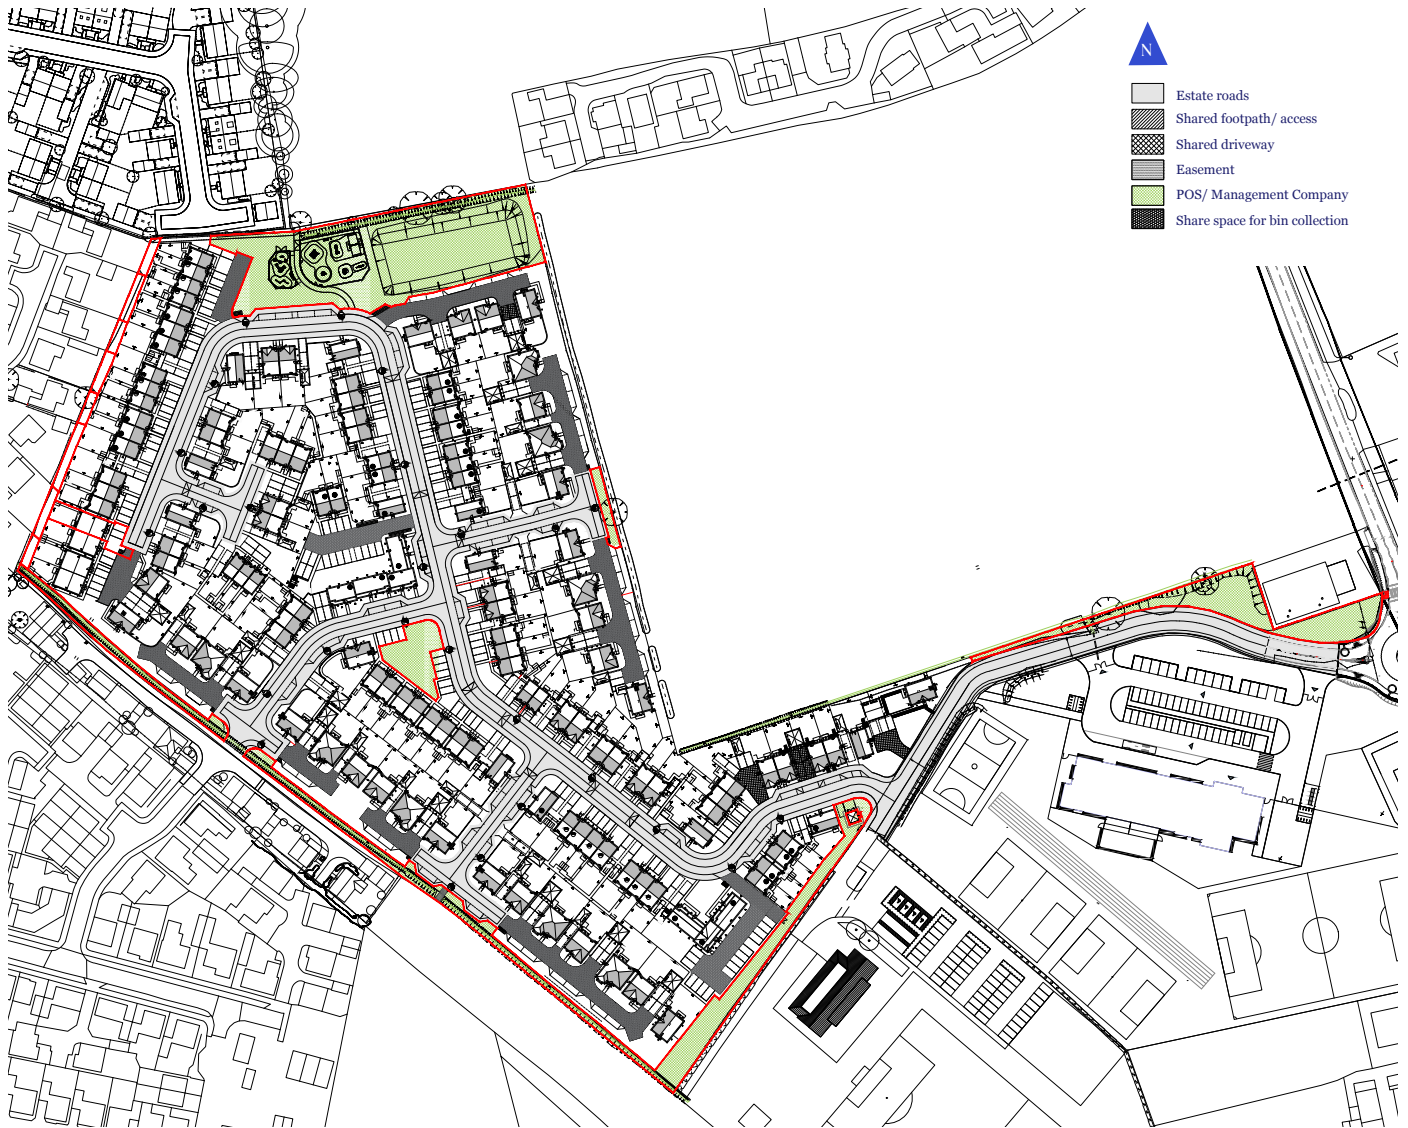 N
Estate roads
Shared footpath/ access
Shared driveway
Easement
POS/ Management Company
Share space for bin collection